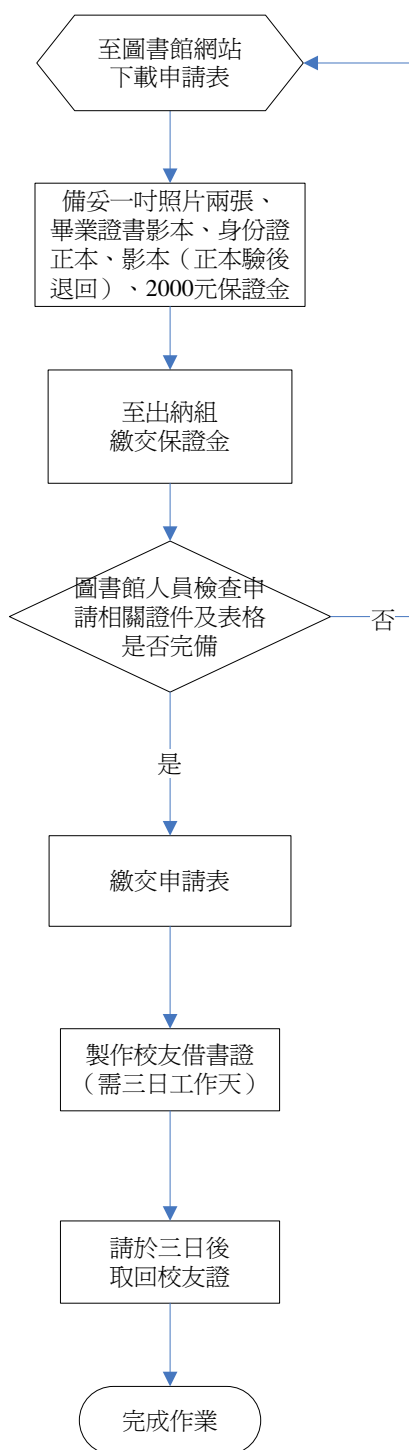 至圖書館網站
下載申請表
備妥一吋照片兩張、
畢業證書影本、身份證
正本、影本（正本驗後
退回）、2000元保證金
至出納組
繳交保證金
圖書館人員檢查申
請相關證件及表格
是否完備
否
是
繳交申請表
製作校友借書證
（需三日工作天）
請於三日後
取回校友證
完成作業